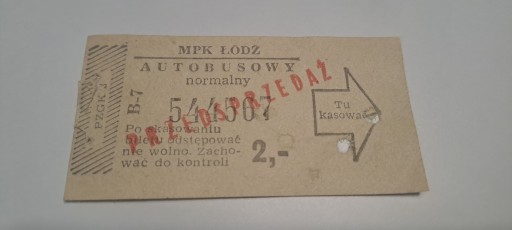 MPK ŁÓDŹ
AUTOBUSOWY
normalny
B-7
544507
PRZEDSPRZEDAŻ
Po skasowaniu
biletu odstępować
nie wolno. Zacho-
wać do kontroli
2,-
Tu
kasować
PZGK J